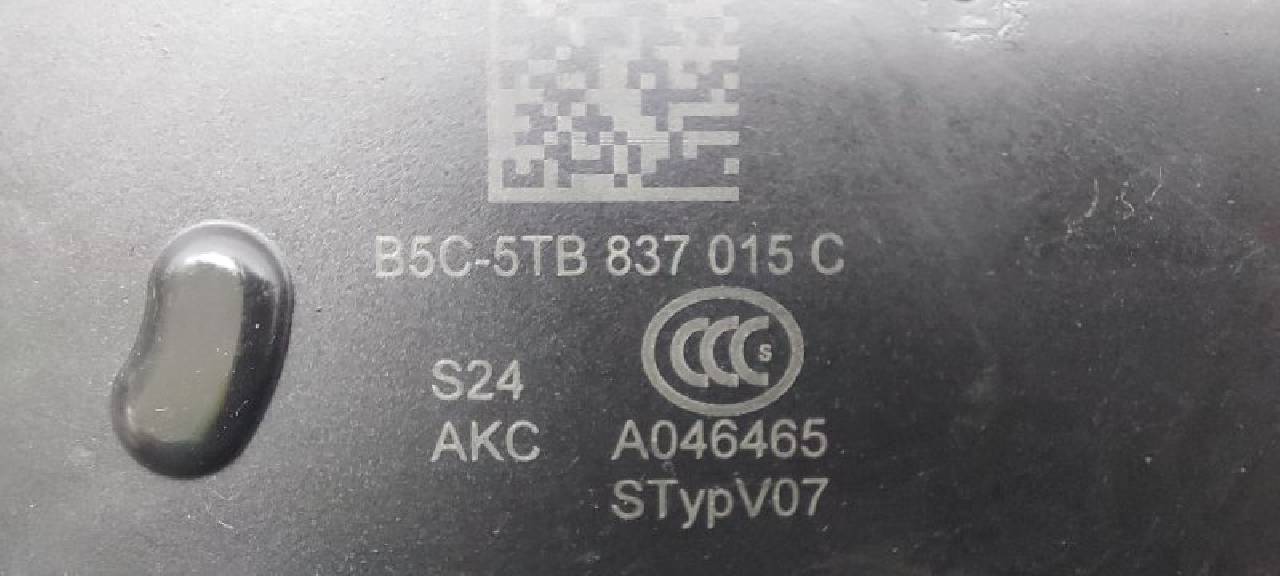 B5C-5TB 837 015 C
CCC S
S24
AKC A046465
STypV07